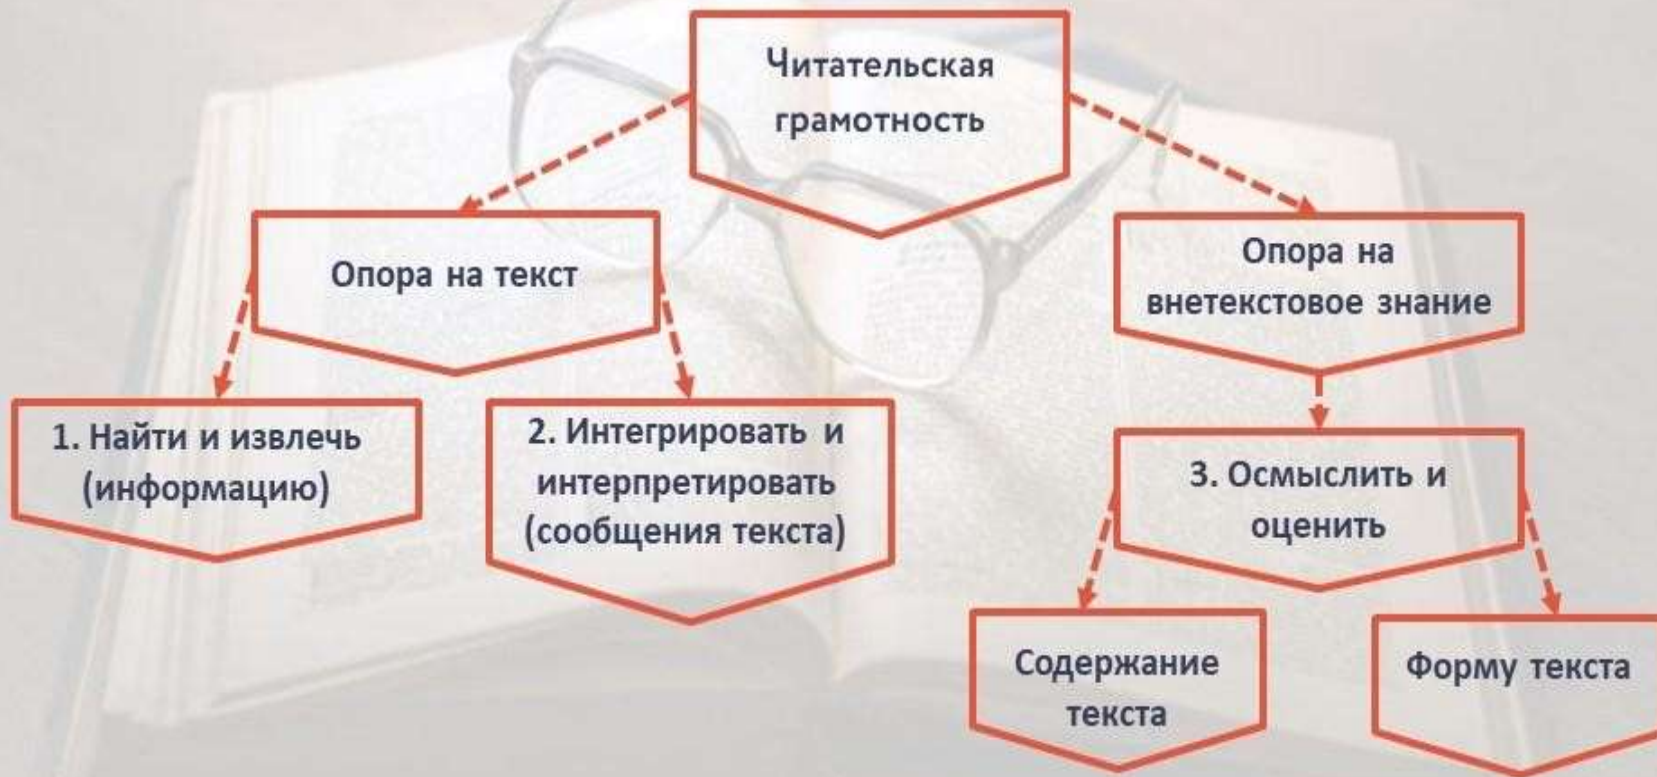 Читательская
грамотность
Опора на текст
Опора на
внетекстовое знание
1. Найти и извлечь
(информацию)
2. Интегрировать и
интерпретировать
(сообщения текста)
3. Осмыслить и
оценить
Содержание
текста
Форму текста